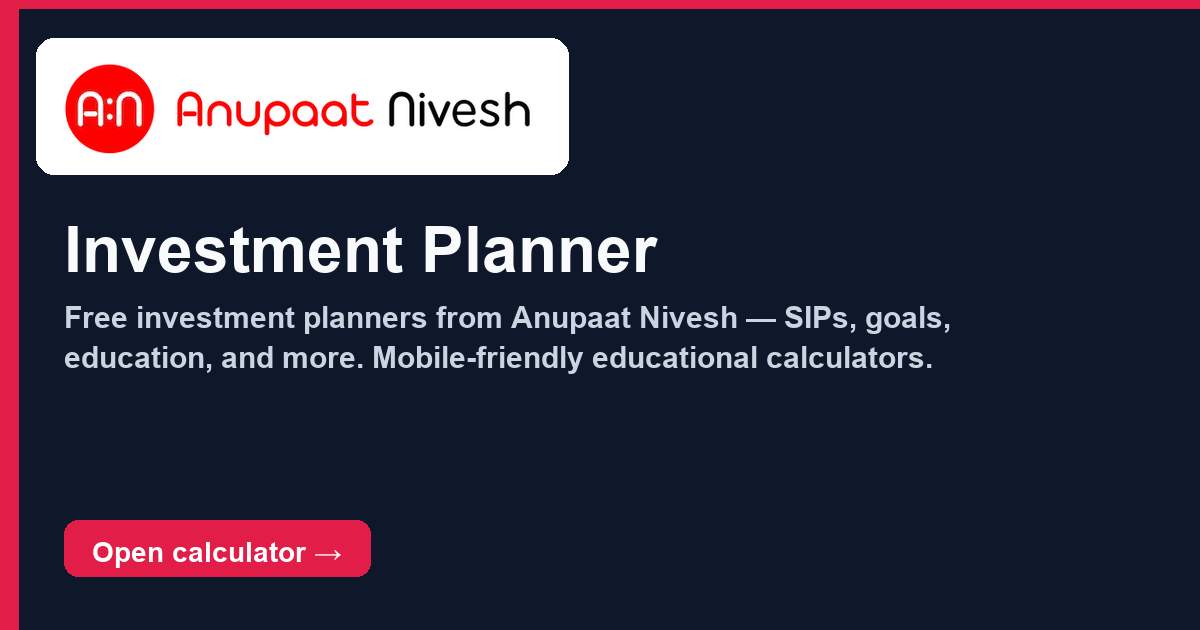 A:N Anupaat Nivesh
Investment Planner
Free investment planners from Anupaat Nivesh — SIPs, goals,
education, and more. Mobile-friendly educational calculators.
Open calculator →